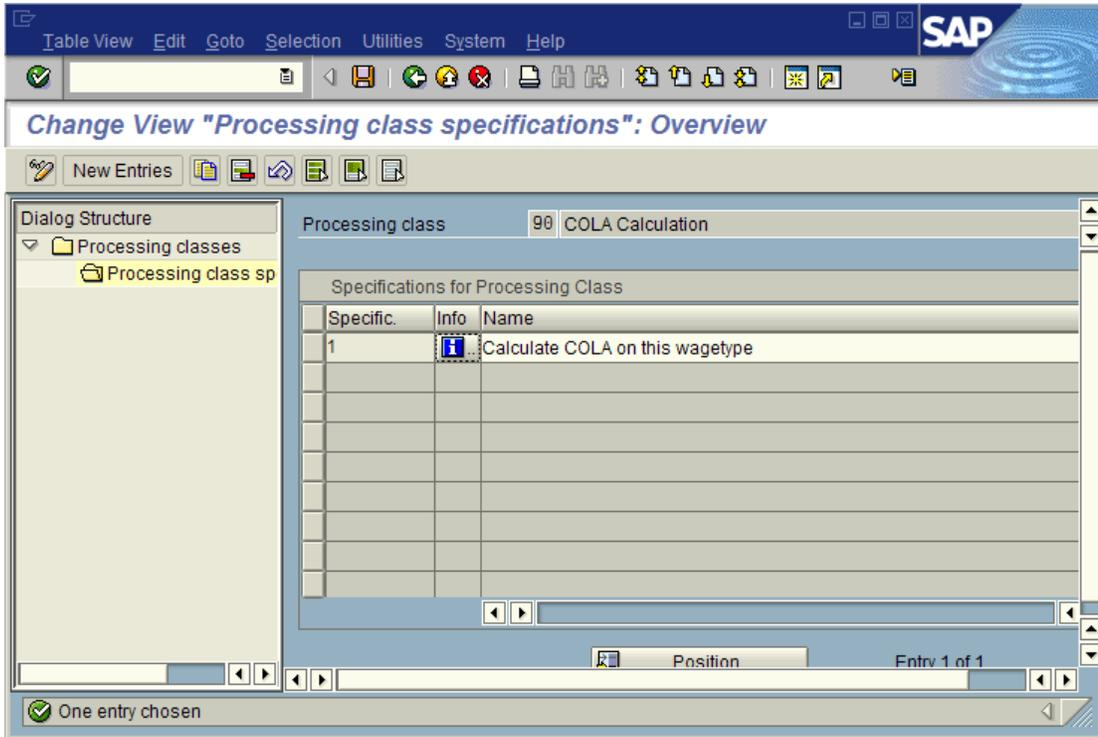 Table View Edit Goto Selection Utilities System Help
SAP
Change View "Processing class specifications": Overview
New Entries
Dialog Structure
Processing classes
Processing class sp
Processing class 90 COLA Calculation
Specifications for Processing Class
Specific. Info Name
1 .. Calculate COLA on this wagetype
Position Entry 1 of 1
One entry chosen